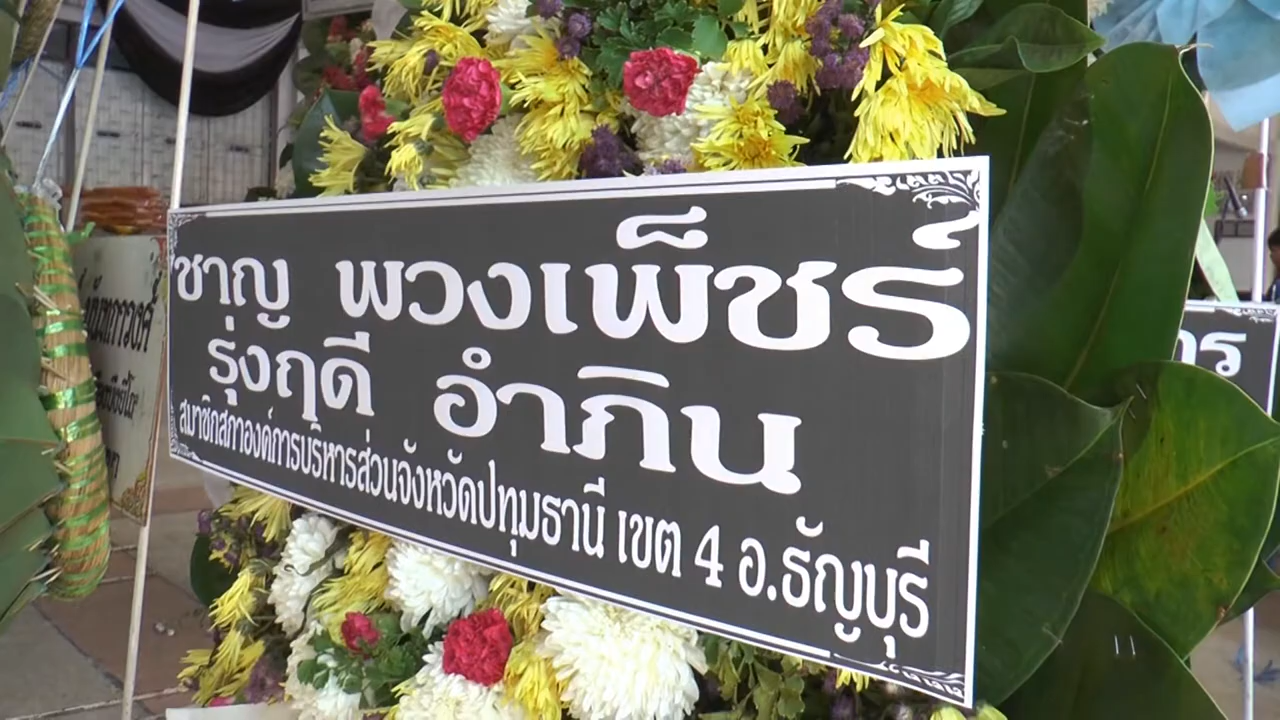 ชาญ พวงเพ็ชร์
รุ่งฤดี อำภิน
สมาชิกสภาองค์การบริหารส่วนจังหวัดปทุมธานี เขต 4 อ.ธัญบุรี